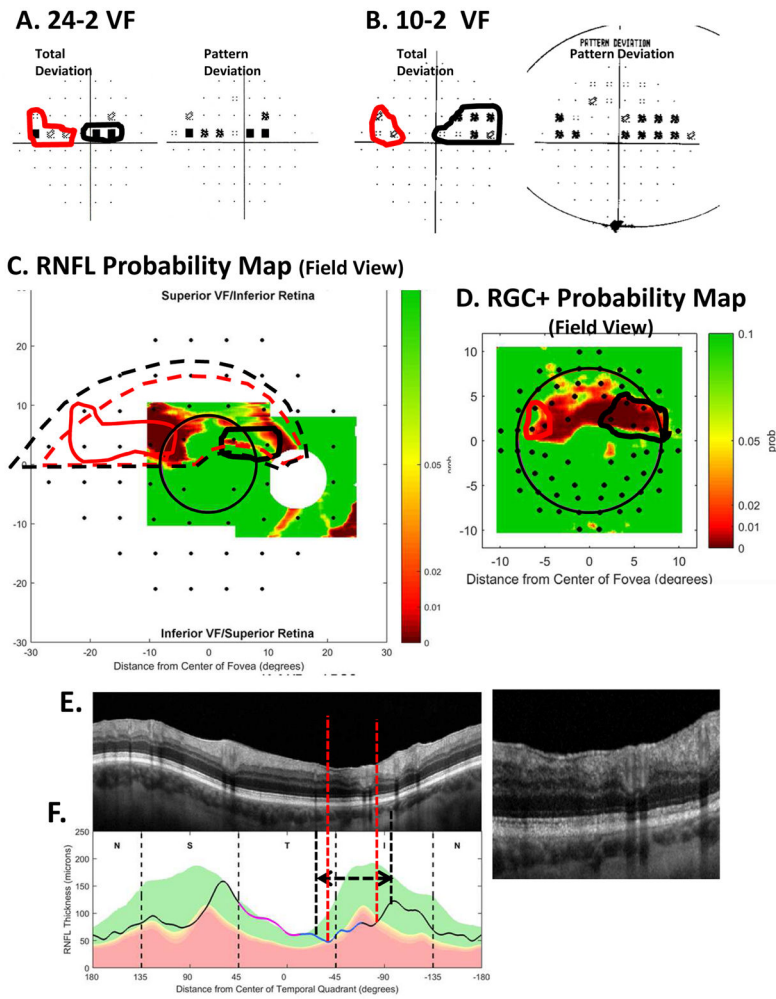 A. 24-2 VF
B. 10-2 VF
Total Deviation
Pattern Deviation
Total Deviation
PATTERN DEVIATION
Pattern Deviation
C. RNFL Probability Map (Field View)
Superior VF/Inferior Retina
30
20
10
0
-10
-20
-30
Inferior VF/Superior Retina
-30
-20
-10
0
10
20
30
Distance from Center of Fovea (degrees)
0.05
0.02
0.01
0
prob
D. RGC+ Probability Map
(Field View)
10
5
0
-5
-10
-10
-5
0
5
10
Distance from Center of Fovea (degrees)
0.1
0.05
0.02
0.01
0
prob
E.
F.
250
200
150
100
50
0
RNFL Thickness (microns)
N
S
T
I
N
180
135
90
45
0
-45
-90
-135
-180
Distance from Center of Temporal Quadrant (degrees)